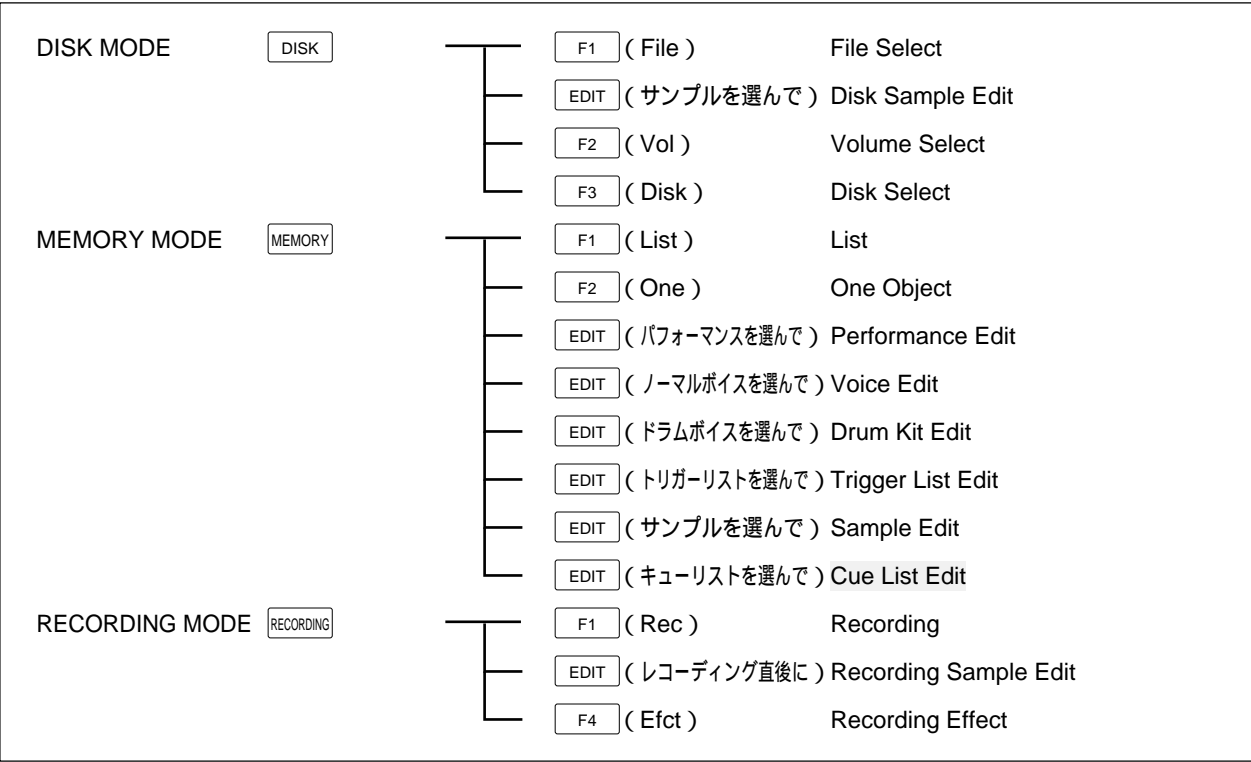 DISK MODE DISK F1 ( File ) File Select
EDIT ( サンプルを選んで ) Disk Sample Edit
F2 ( Vol ) Volume Select
F3 ( Disk ) Disk Select
MEMORY MODE MEMORY F1 ( List ) List
F2 ( One ) One Object
EDIT ( パフォーマンスを選んで ) Performance Edit
EDIT ( ノーマルボイスを選んで ) Voice Edit
EDIT ( ドラムボイスを選んで ) Drum Kit Edit
EDIT ( トリガーリストを選んで ) Trigger List Edit
EDIT ( サンプルを選んで ) Sample Edit
EDIT ( キューリストを選んで ) Cue List Edit
RECORDING MODE RECORDING F1 ( Rec ) Recording
EDIT ( レコーディング直後に ) Recording Sample Edit
F4 ( Efct ) Recording Effect